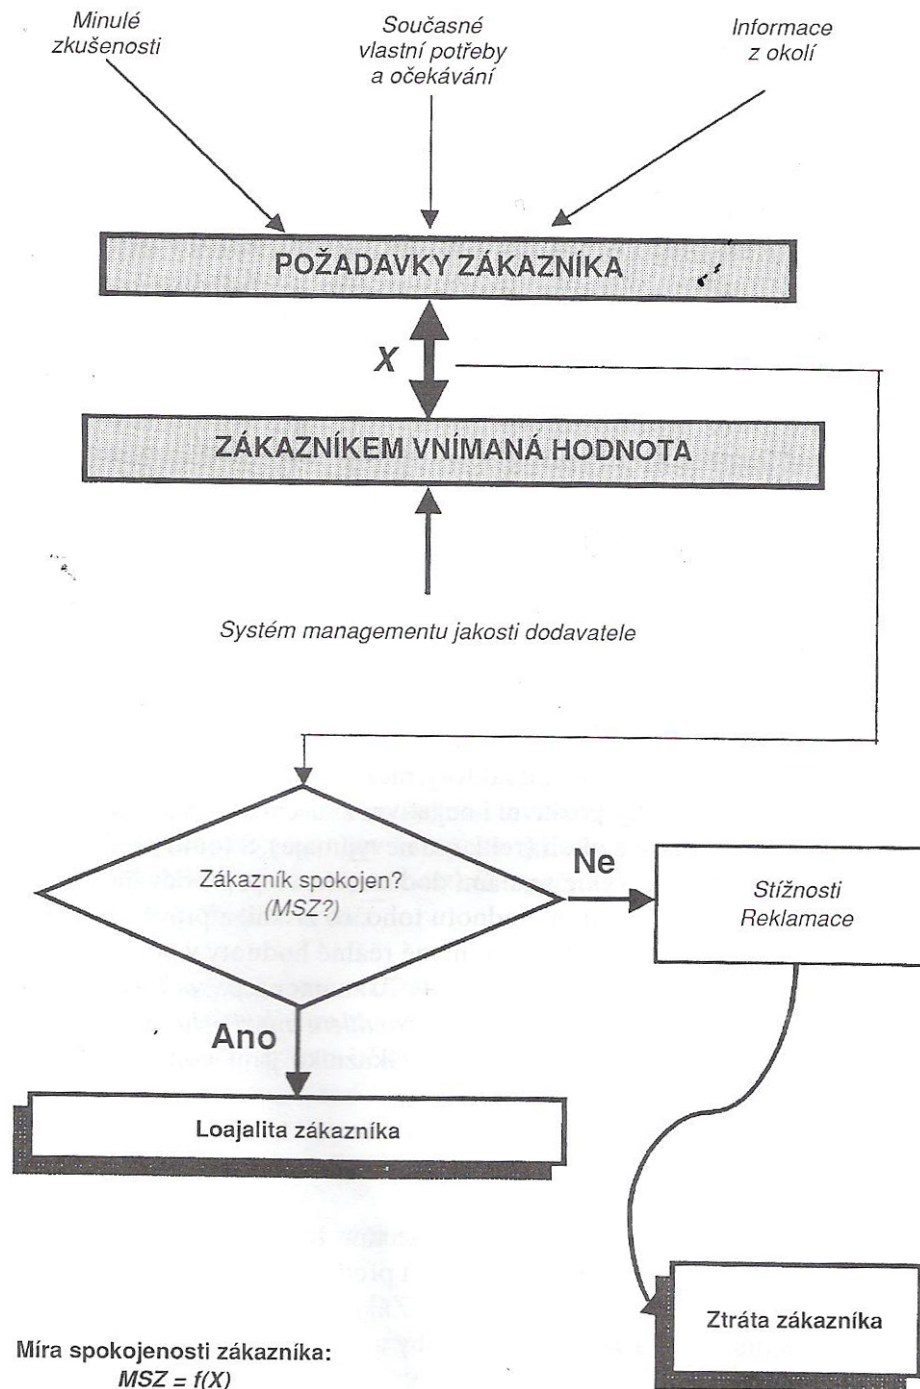 Minulé
zkušenosti
Současné
vlastní potřeby
a očekávání
Informace
z okolí
POŽADAVKY ZÁKAZNÍKA
X
ZÁKAZNÍKEM VNÍMANÁ HODNOTA
Systém managementu jakosti dodavatele
Zákazník spokojen?
(MSZ?)
Ne
Stížnosti
Reklamace
Ano
Loajalita zákazníka
Ztráta zákazníka
Míra spokojenosti zákazníka:
MSZ = f(X)